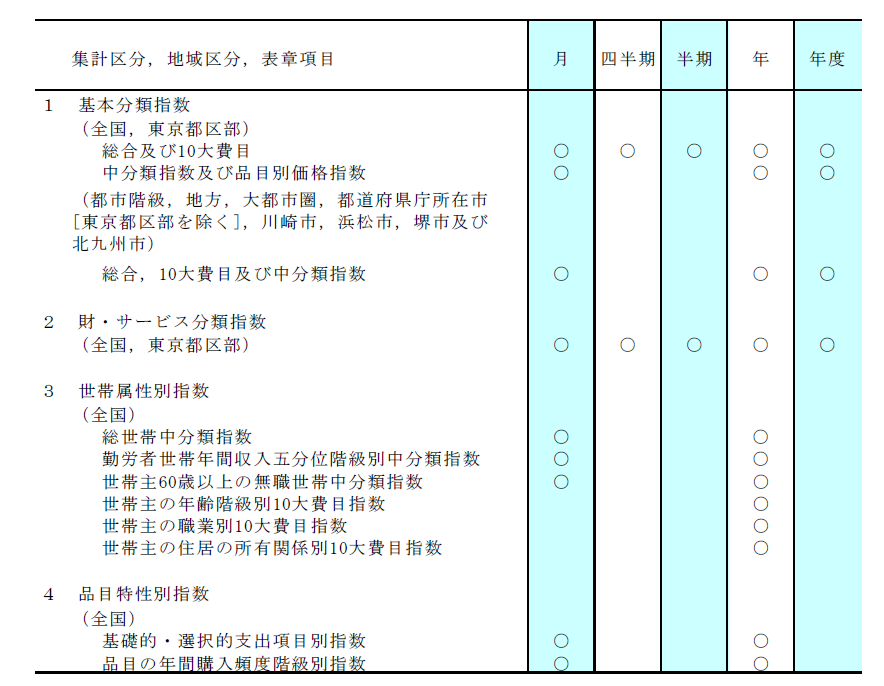 集計区分，地域区分，表章項目 月 四半期 半期 年 年度
1 基本分類指数
（全国，東京都区部）
総合及び10大費目 ○ ○ ○ ○ ○
中分類指数及び品目別価格指数 ○ ○ ○
（都市階級，地方，大都市圏，都道府県庁所在市
[東京都区部を除く]，川崎市，浜松市，堺市及び
北九州市）
総合，10大費目及び中分類指数 ○ ○ ○
2 財・サービス分類指数
（全国，東京都区部） ○ ○ ○ ○ ○
3 世帯属性別指数
（全国）
総世帯中分類指数 ○ ○
勤労者世帯年間収入五分位階級別中分類指数 ○ ○
世帯主60歳以上の無職世帯中分類指数 ○ ○
世帯主の年齢階級別10大費目指数 ○
世帯主の職業別10大費目指数 ○
世帯主の住居の所有関係別10大費目指数 ○
4 品目特性別指数
（全国）
基礎的・選択的支出項目別指数 ○ ○
品目の年間購入頻度階級別指数 ○ ○